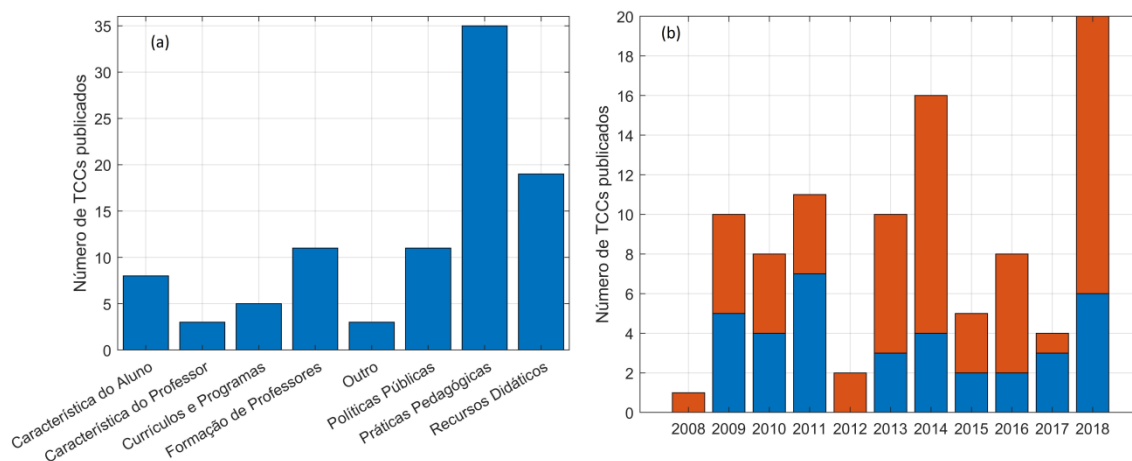 (a)
Número de TCCs publicados
35
30
25
20
15
10
5
0
Característica do Aluno
Característica do Professor
Currículos e Programas
Formação de Professores
Outro
Políticas Públicas
Práticas Pedagógicas
Recursos Didáticos
(b)
Número de TCCs publicados
20
18
16
14
12
10
8
6
4
2
0
2008 2009 2010 2011 2012 2013 2014 2015 2016 2017 2018